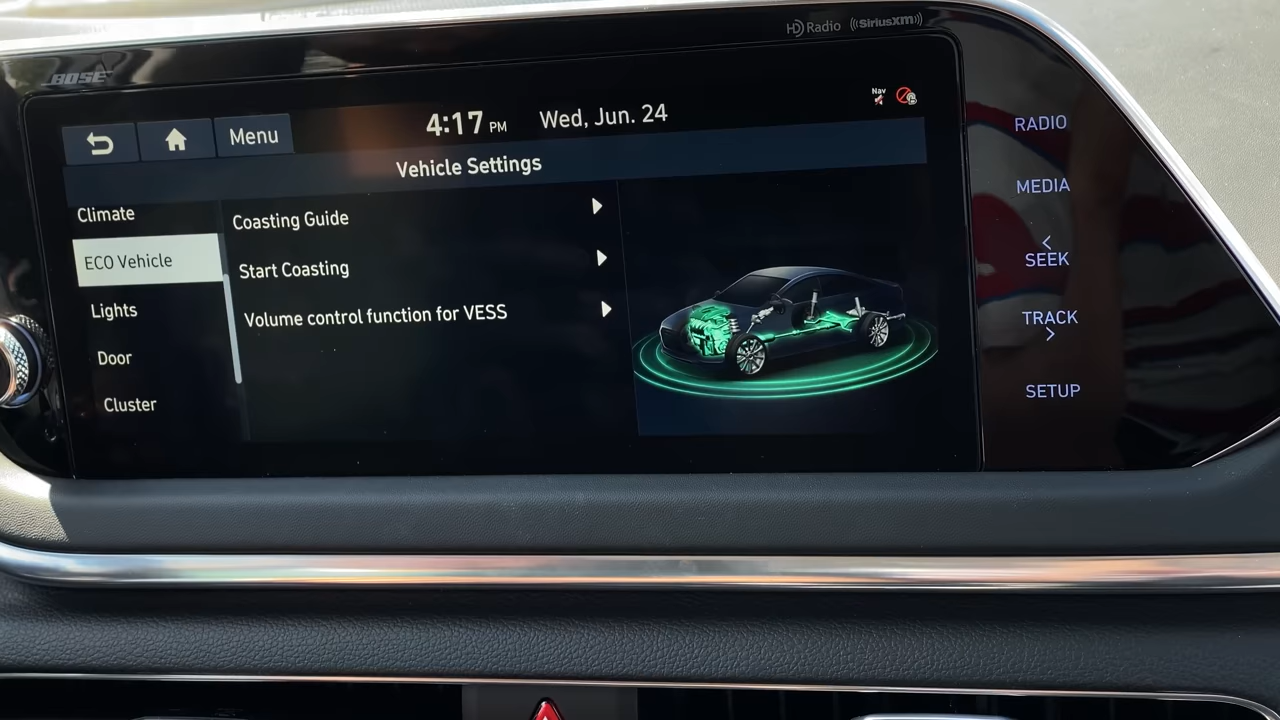 HD Radio ((SiriusXM))
BOSE
Nav
4:17 PM Wed, Jun. 24
Menu
Vehicle Settings
Climate
ECO Vehicle
Lights
Door
Cluster
Coasting Guide
Start Coasting
Volume control function for VESS
RADIO
MEDIA
<
SEEK
TRACK
>
SETUP